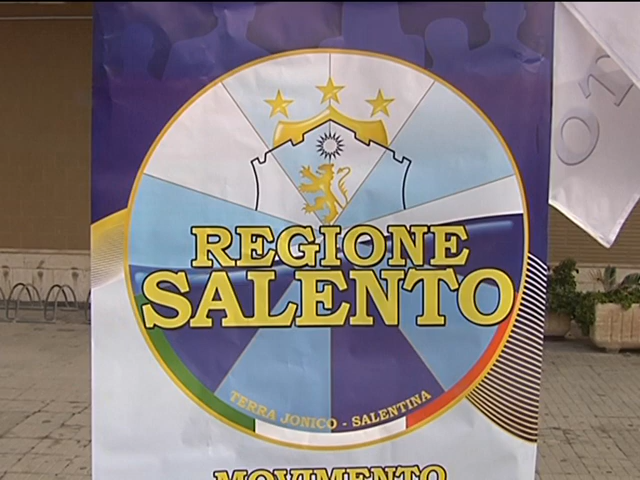 REGIONE
SALENTO
TERRA JONICO - SALENTINA
MOVIMENTO